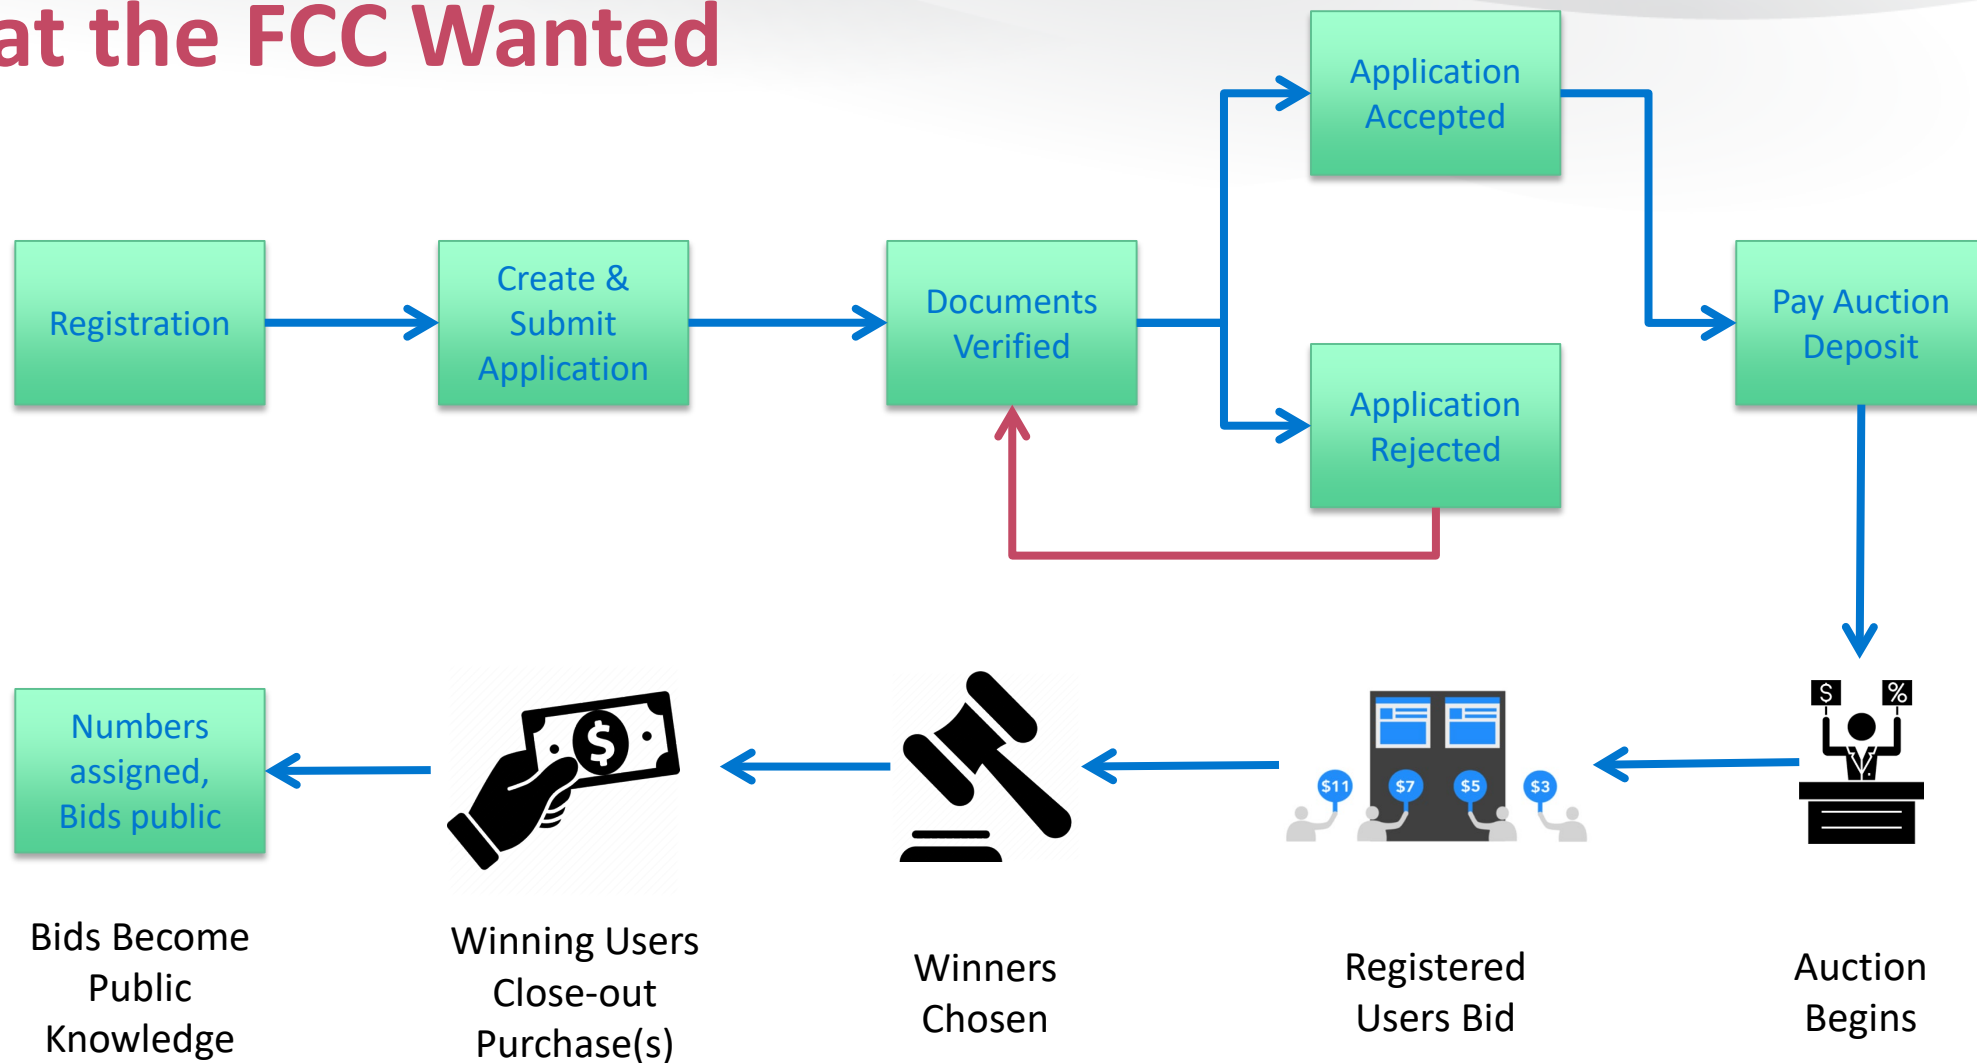 at the FCC Wanted
Application
Accepted
Registration
Create &
Submit
Application
Documents
Verified
Pay Auction
Deposit
Application
Rejected
$ %
Numbers
assigned,
Bids public
$
$11 $7 $5 $3
Bids Become
Public
Knowledge
Winning Users
Close-out
Purchase(s)
Winners
Chosen
Registered
Users Bid
Auction
Begins